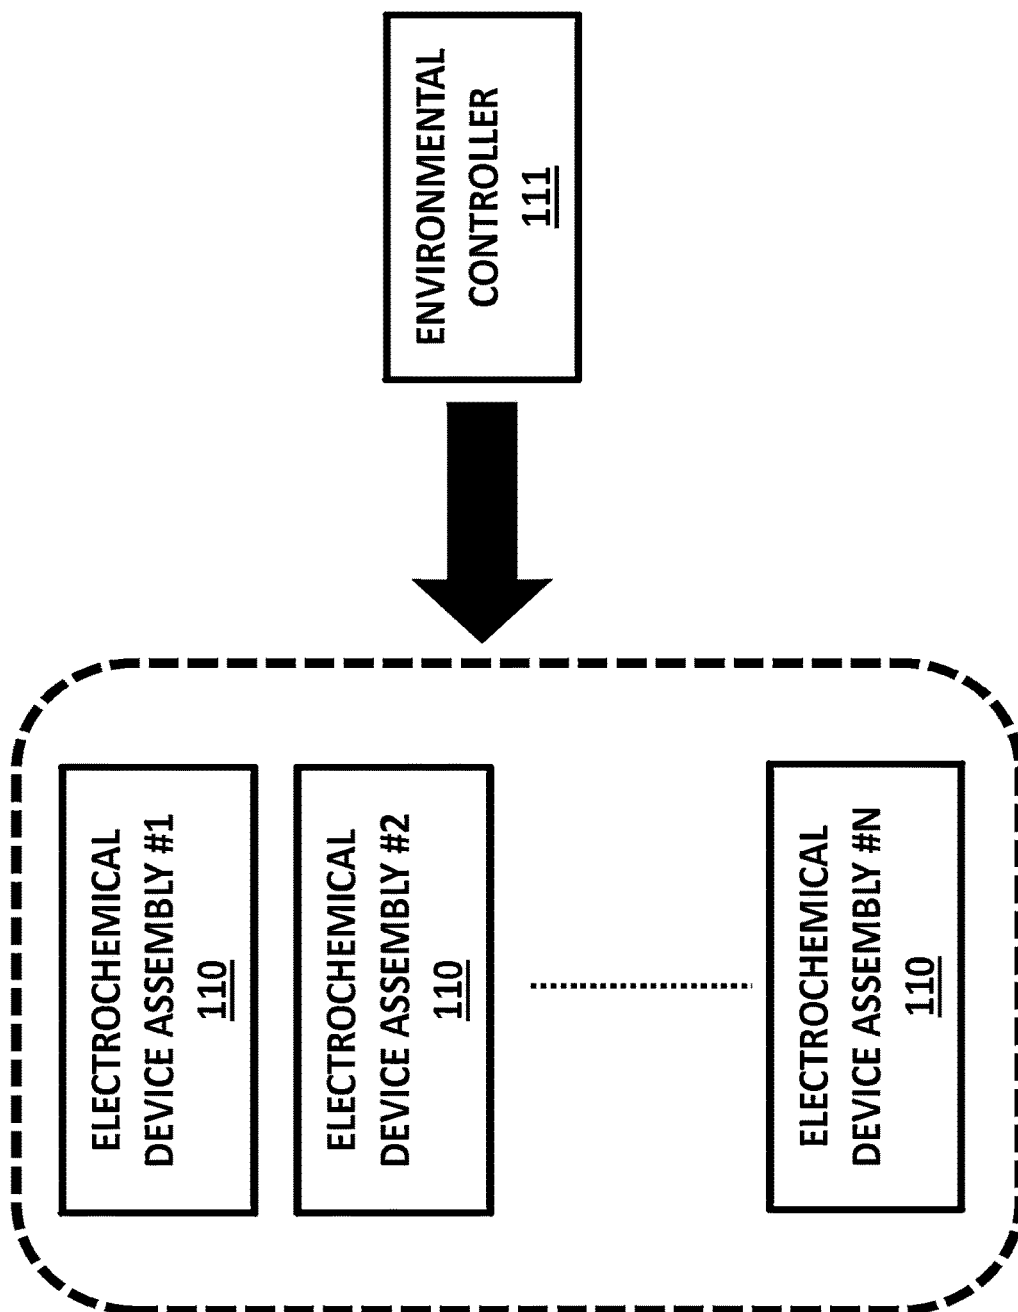 ENVIRONMENTAL
CONTROLLER
111
ELECTROCHEMICAL
DEVICE ASSEMBLY #1
110
ELECTROCHEMICAL
DEVICE ASSEMBLY #2
110
ELECTROCHEMICAL
DEVICE ASSEMBLY #N
110